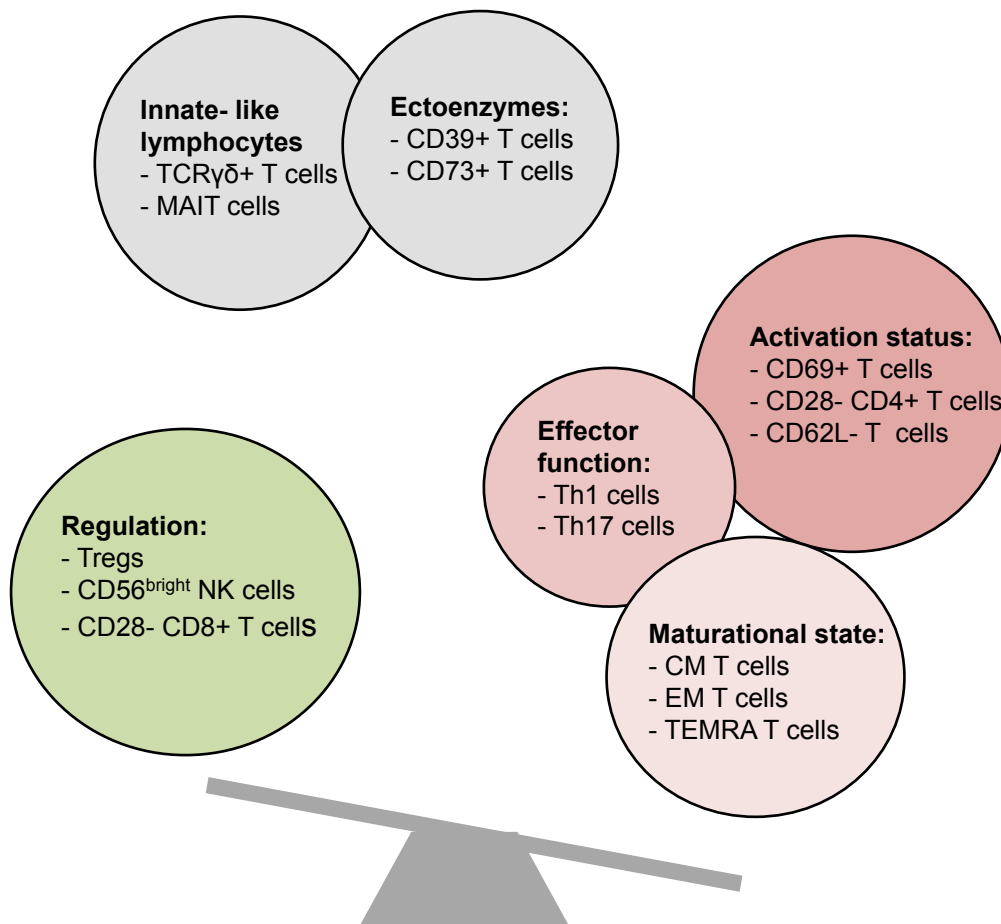 Innate- like
lymphocytes
- TCRγδ+ T cells
- MAIT cells
Ectoenzymes:
- CD39+ T cells
- CD73+ T cells
Activation status:
- CD69+ T cells
- CD28- CD4+ T cells
- CD62L- T cells
Effector
function:
- Th1 cells
- Th17 cells
Regulation:
- Tregs
- CD56bright NK cells
- CD28- CD8+ T cells
Maturational state:
- CM T cells
- EM T cells
- TEMRA T cells